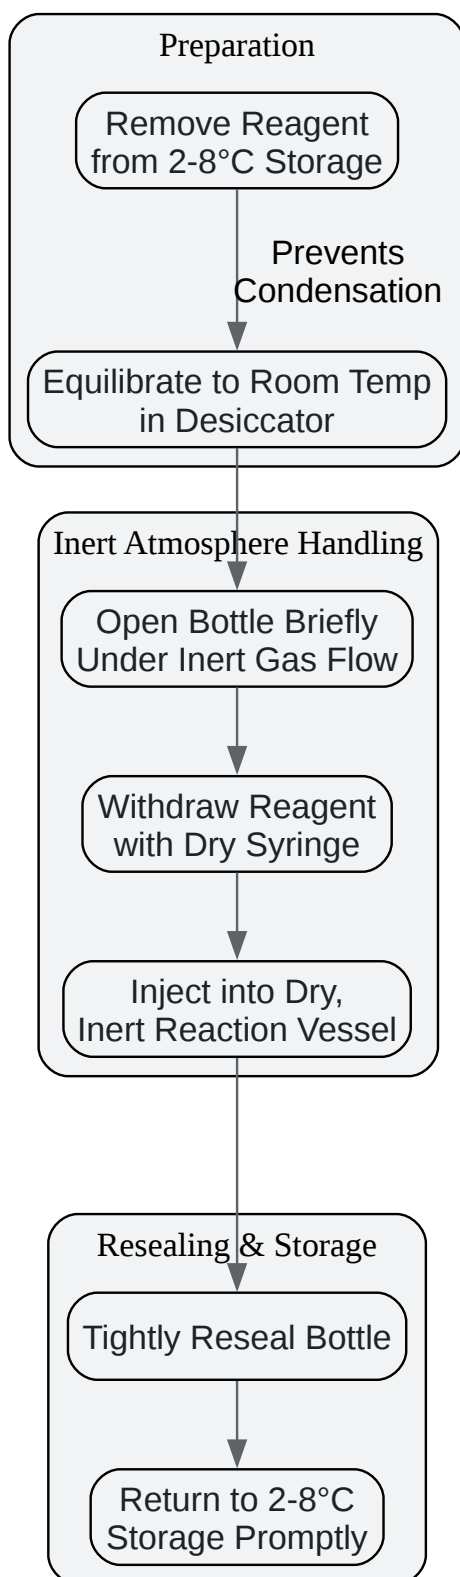 Preparation
Remove Reagent
from 2-8°C Storage
Prevents
Condensation
Equilibrate to Room Temp
in Desiccator
Inert Atmosphere Handling
Open Bottle Briefly
Under Inert Gas Flow
Withdraw Reagent
with Dry Syringe
Inject into Dry,
Inert Reaction Vessel
Resealing & Storage
Tightly Reseal Bottle
Return to 2-8°C
Storage Promptly